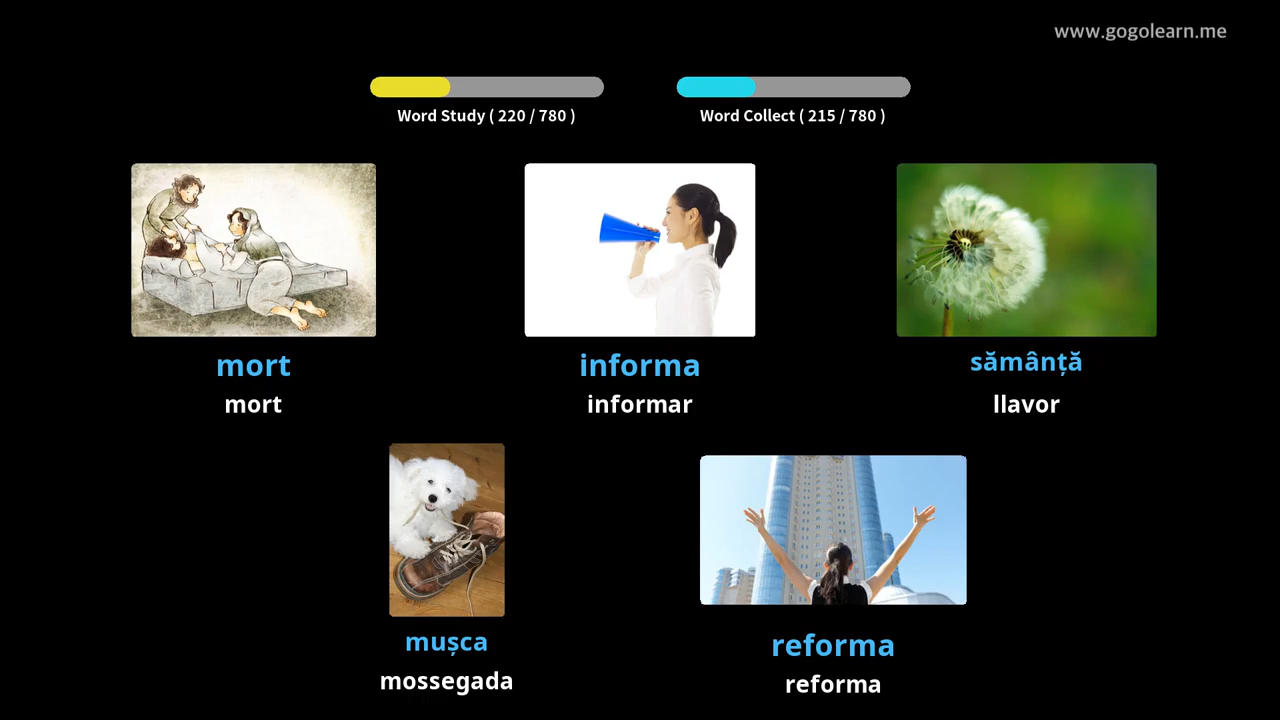 www.gogolearn.me
Word Study ( 220 / 780 )
Word Collect ( 215 / 780 )
mort
mort
informa
informar
sămânță
llavor
mușca
mossegada
reforma
reforma